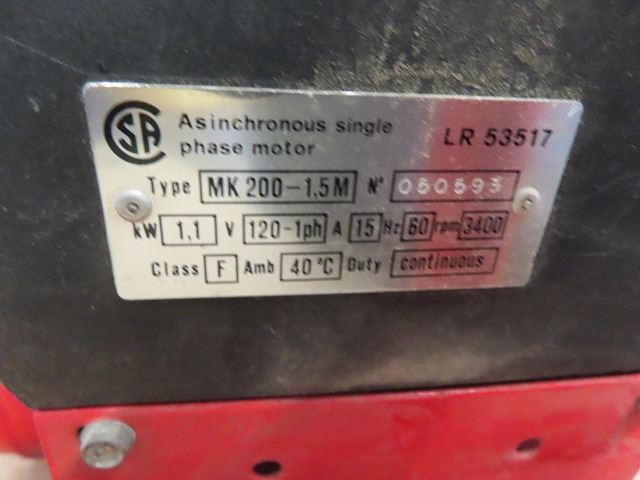 SA Asinchronous single
phase motor LR 53517
Type MK 200-1,5M Nº 050593
kW 1,1 V 120-1ph A 15 Hz 60 rpm 3400
Class F Amb 40°C Duty continuous